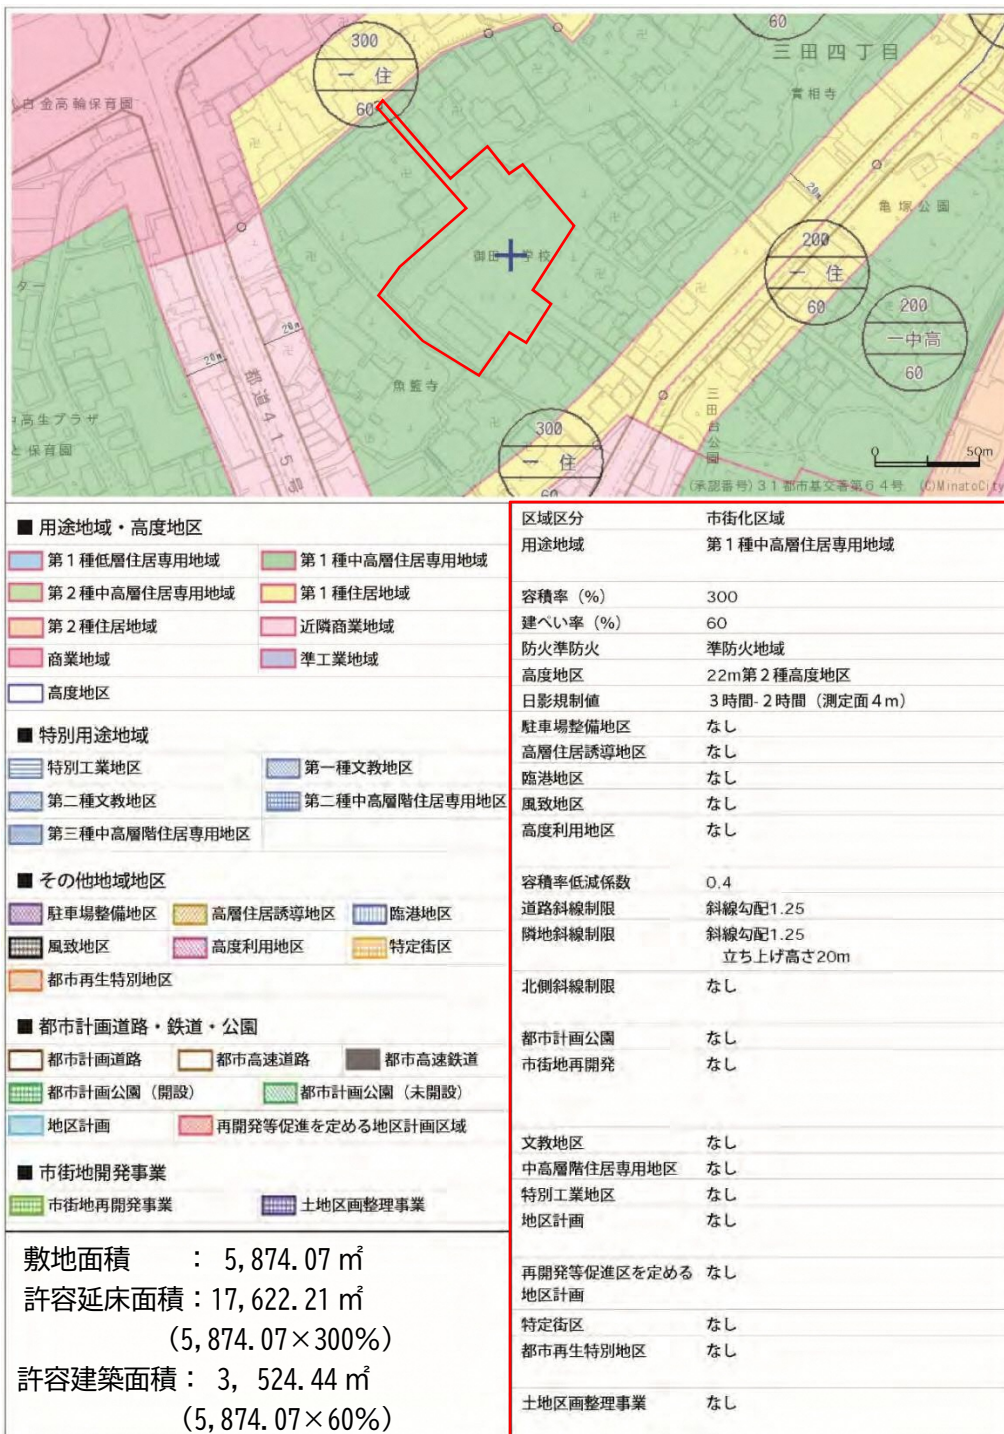 300
一 住
60
60
三田四丁目
實相寺
白金高輪保育園
亀塚公園
20m
御田 学校
200
一 住
60
200
一中高
60
ター
20m
20m
都道415号
魚籃寺
中高生プラザ
と保育園
三田台公園
300
一 住
60
0 50m
(承認番号)31都市基交著第64号 (C)MinatoCity
■ 用途地域・高度地区
第1種低層住居専用地域 第1種中高層住居専用地域
第2種中高層住居専用地域 第1種住居地域
第2種住居地域 近隣商業地域
商業地域 準工業地域
高度地区
■ 特別用途地域
特別工業地区 第一種文教地区
第二種文教地区 第二種中高層階住居専用地区
第三種中高層階住居専用地区
■ その他地域地区
駐車場整備地区 高層住居誘導地区 臨港地区
風致地区 高度利用地区 特定街区
都市再生特別地区
■ 都市計画道路・鉄道・公園
都市計画道路 都市高速道路 都市高速鉄道
都市計画公園（開設） 都市計画公園（未開設）
地区計画 再開発等促進を定める地区計画区域
■ 市街地開発事業
市街地再開発事業 土地区画整理事業
敷地面積 ： 5,874.07 ㎡
許容延床面積：17,622.21 ㎡
(5,874.07×300%)
許容建築面積： 3, 524.44 ㎡
(5,874.07×60%)
区域区分 市街化区域
用途地域 第1種中高層住居専用地域
容積率（%） 300
建ぺい率（%） 60
防火準防火 準防火地域
高度地区 22m第2種高度地区
日影規制値 3時間-2時間（測定面4m）
駐車場整備地区 なし
高層住居誘導地区 なし
臨港地区 なし
風致地区 なし
高度利用地区 なし
容積率低減係数 0.4
道路斜線制限 斜線勾配1.25
隣地斜線制限 斜線勾配1.25
立ち上げ高さ20m
北側斜線制限 なし
都市計画公園 なし
市街地再開発 なし
文教地区 なし
中高層階住居専用地区 なし
特別工業地区 なし
地区計画 なし
再開発等促進区を定める なし
地区計画
特定街区 なし
都市再生特別地区 なし
土地区画整理事業 なし